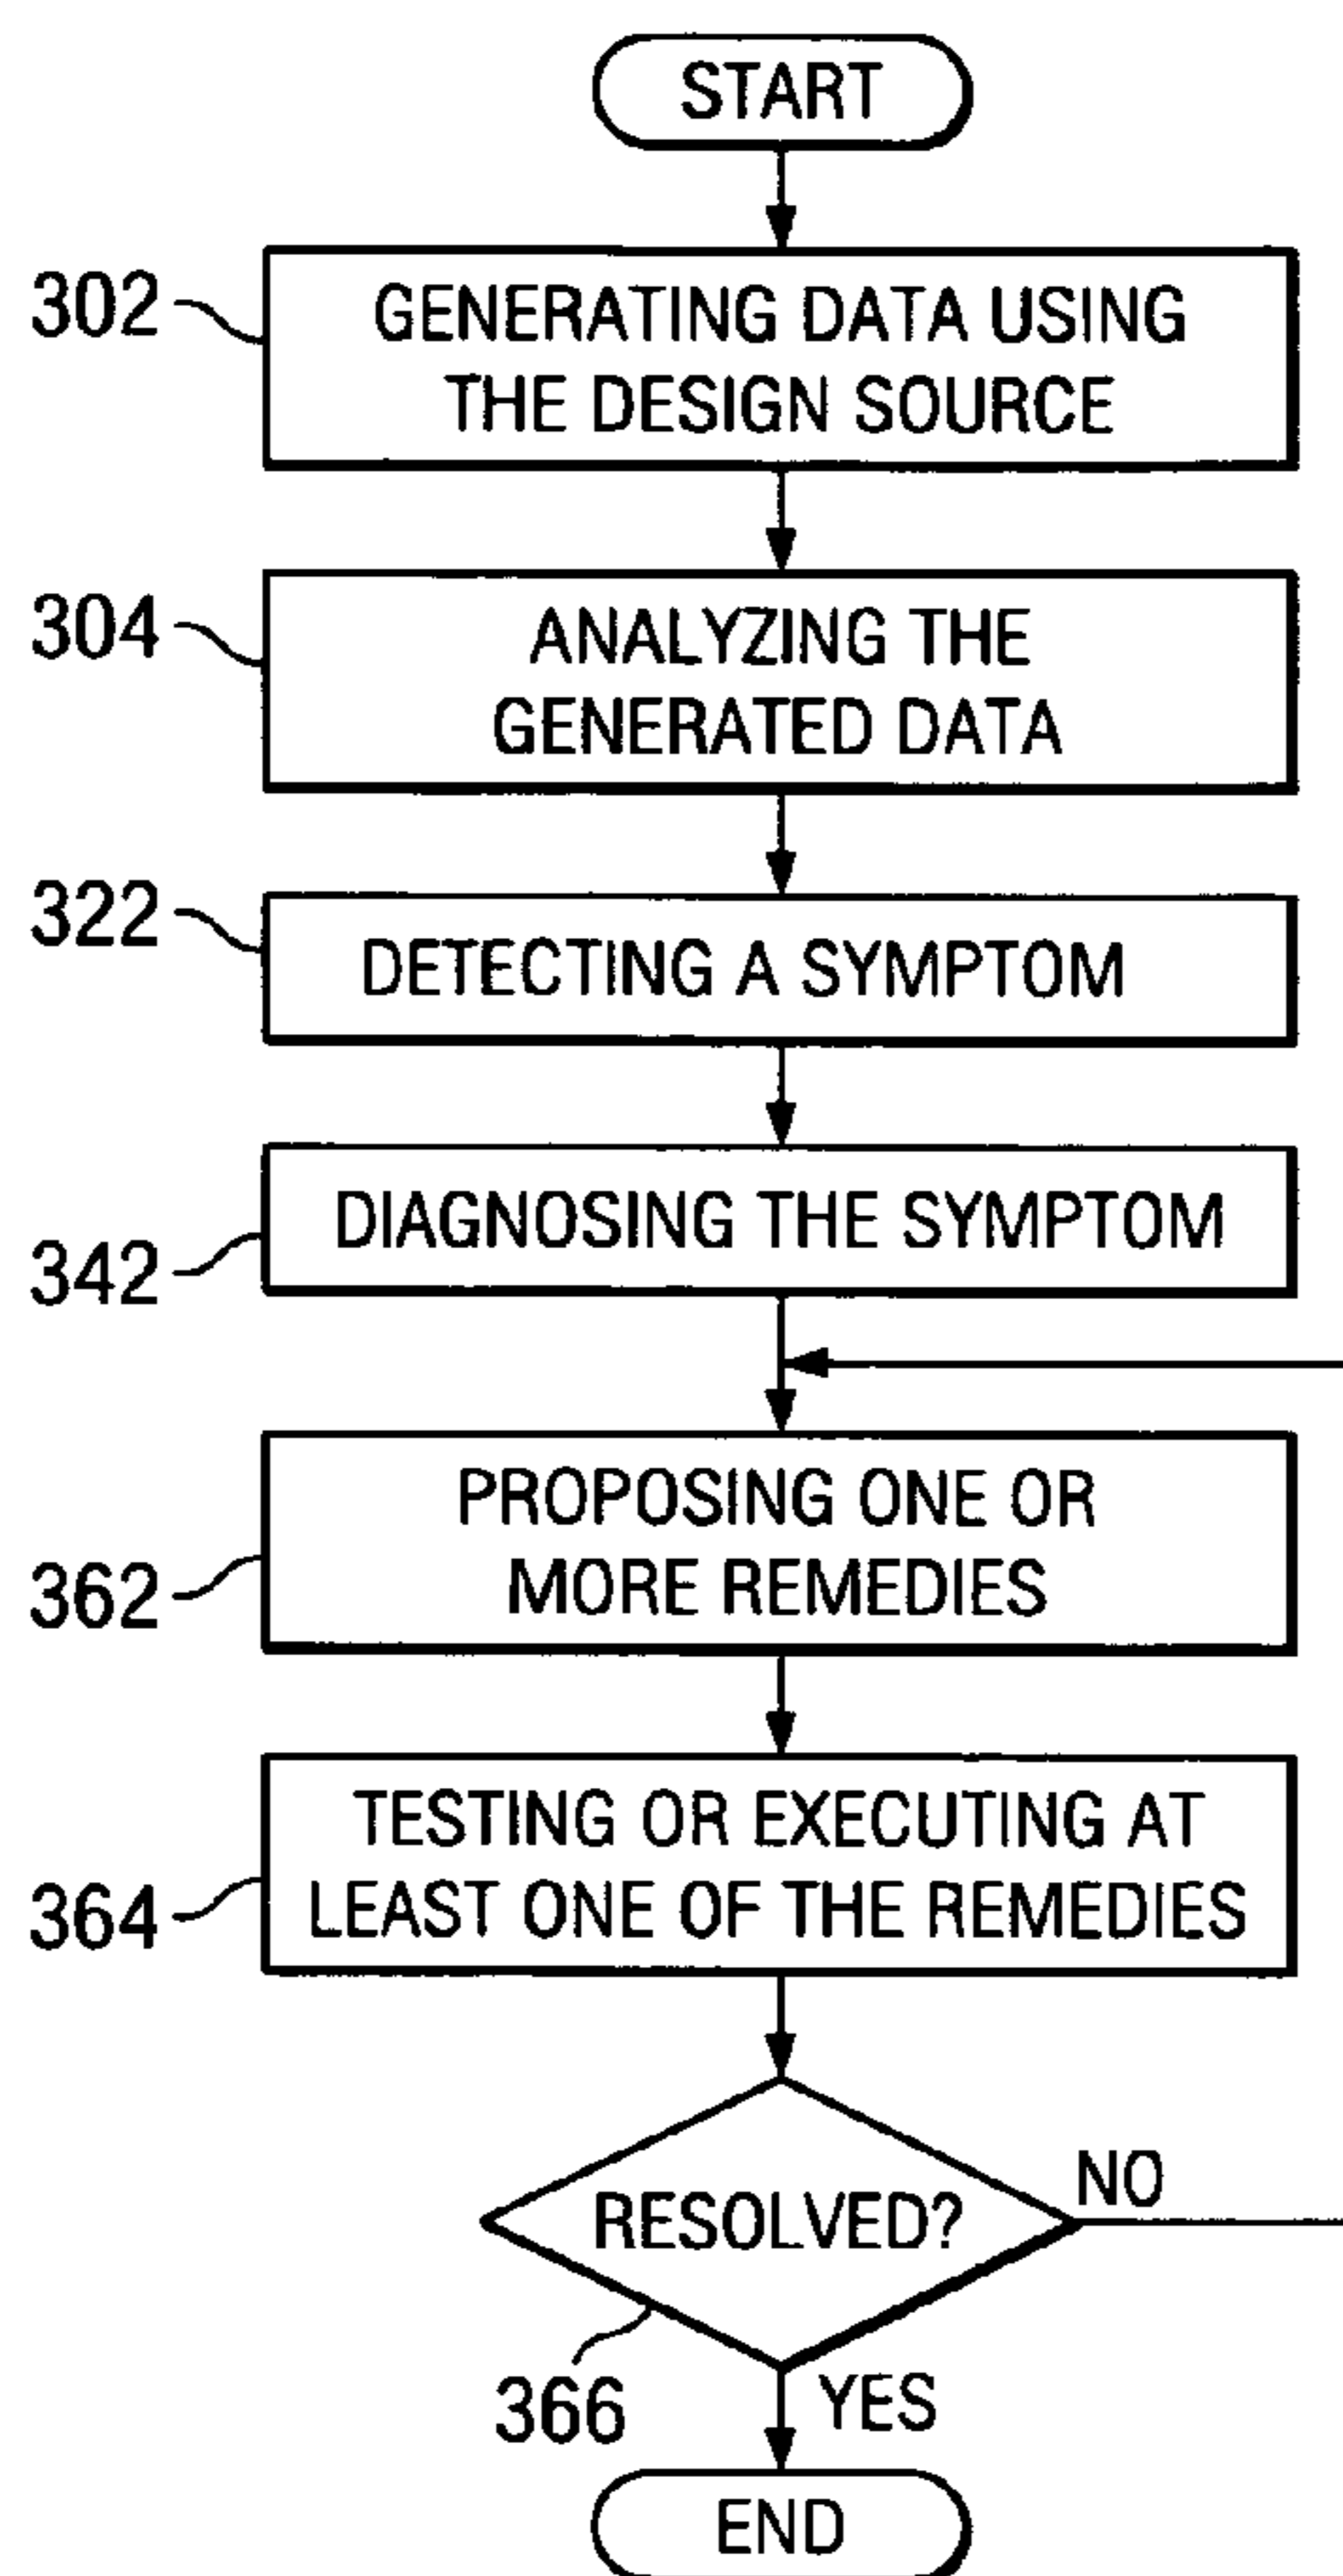 START
302
GENERATING DATA USING
THE DESIGN SOURCE
304
ANALYZING THE
GENERATED DATA
322
DETECTING A SYMPTOM
342
DIAGNOSING THE SYMPTOM
362
PROPOSING ONE OR
MORE REMEDIES
364
TESTING OR EXECUTING AT
LEAST ONE OF THE REMEDIES
RESOLVED?
NO
366
YES
END